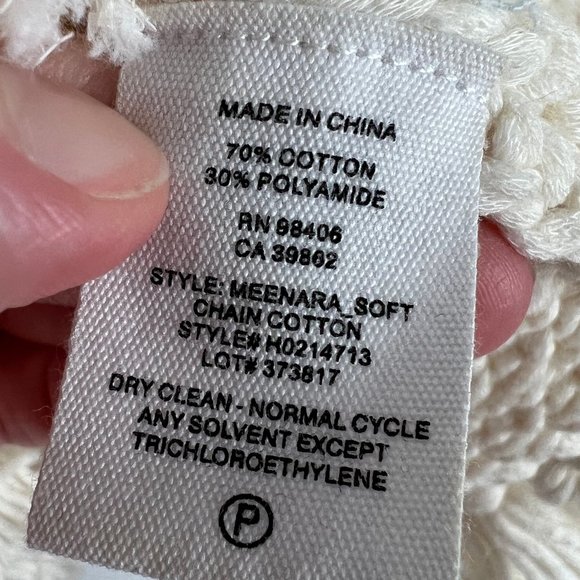 MADE IN CHINA
70% COTTON
30% POLYAMIDE
RN 98406
CA 39802
STYLE: MEENARA_SOFT
CHAIN COTTON
STYLE# H0214713
LOT# 373817
DRY CLEAN - NORMAL CYCLE
ANY SOLVENT EXCEPT
TRICHLOROETHYLENE
P